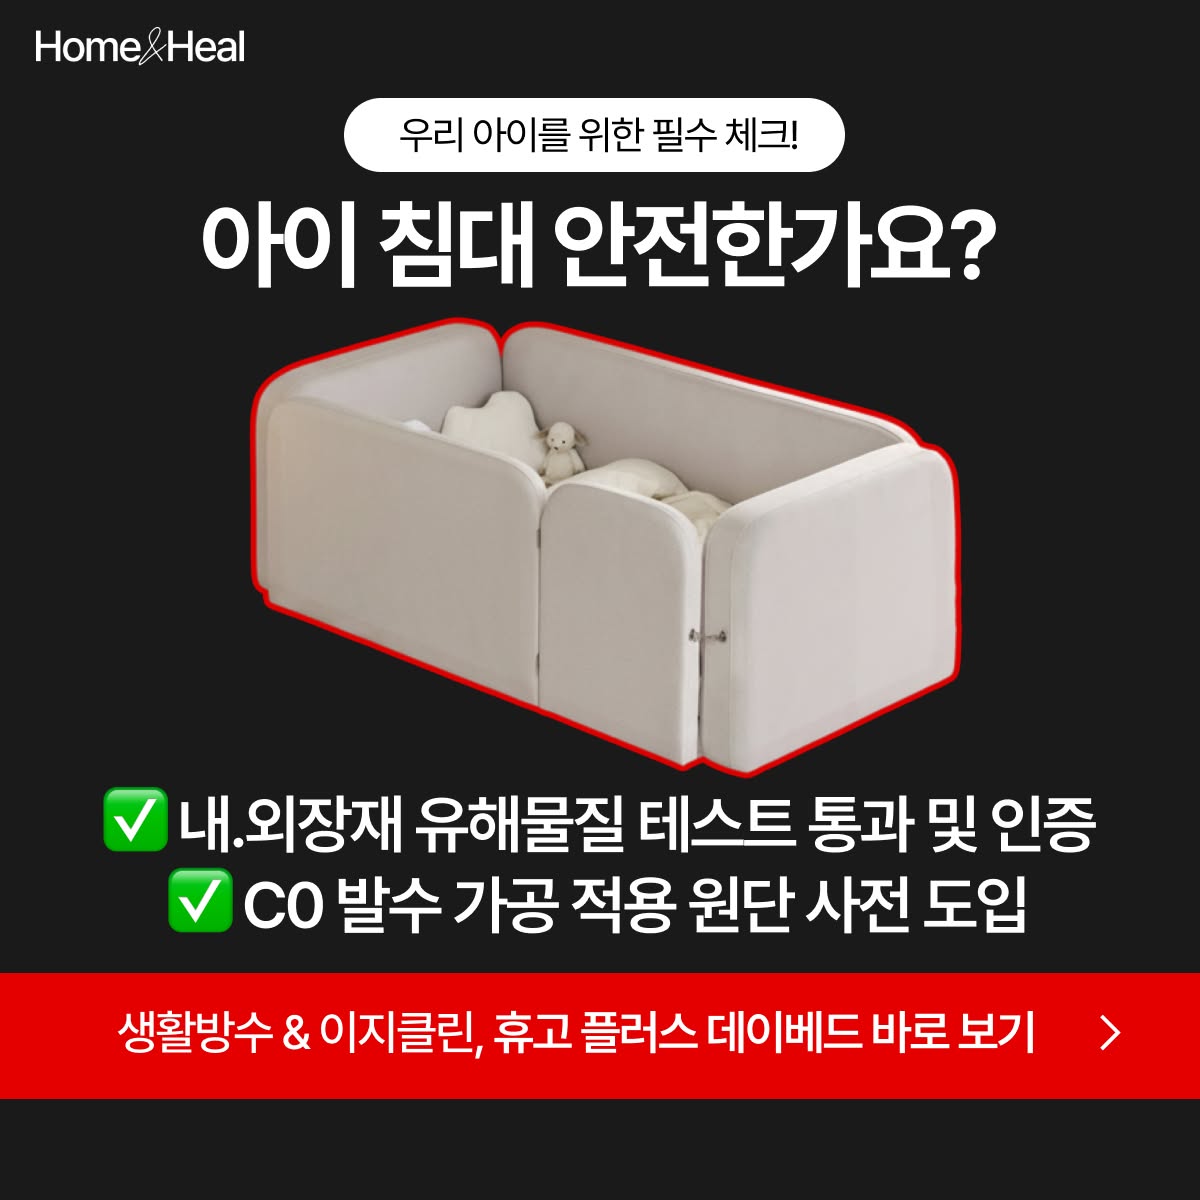 Home&Heal
우리 아이를 위한 필수 체크!
아이 침대 안전한가요?
✅ 내.외장재 유해물질 테스트 통과 및 인증
✅ C0 발수 가공 적용 원단 사전 도입
생활방수 & 이지클린, 휴고 플러스 데이베드 바로 보기 >